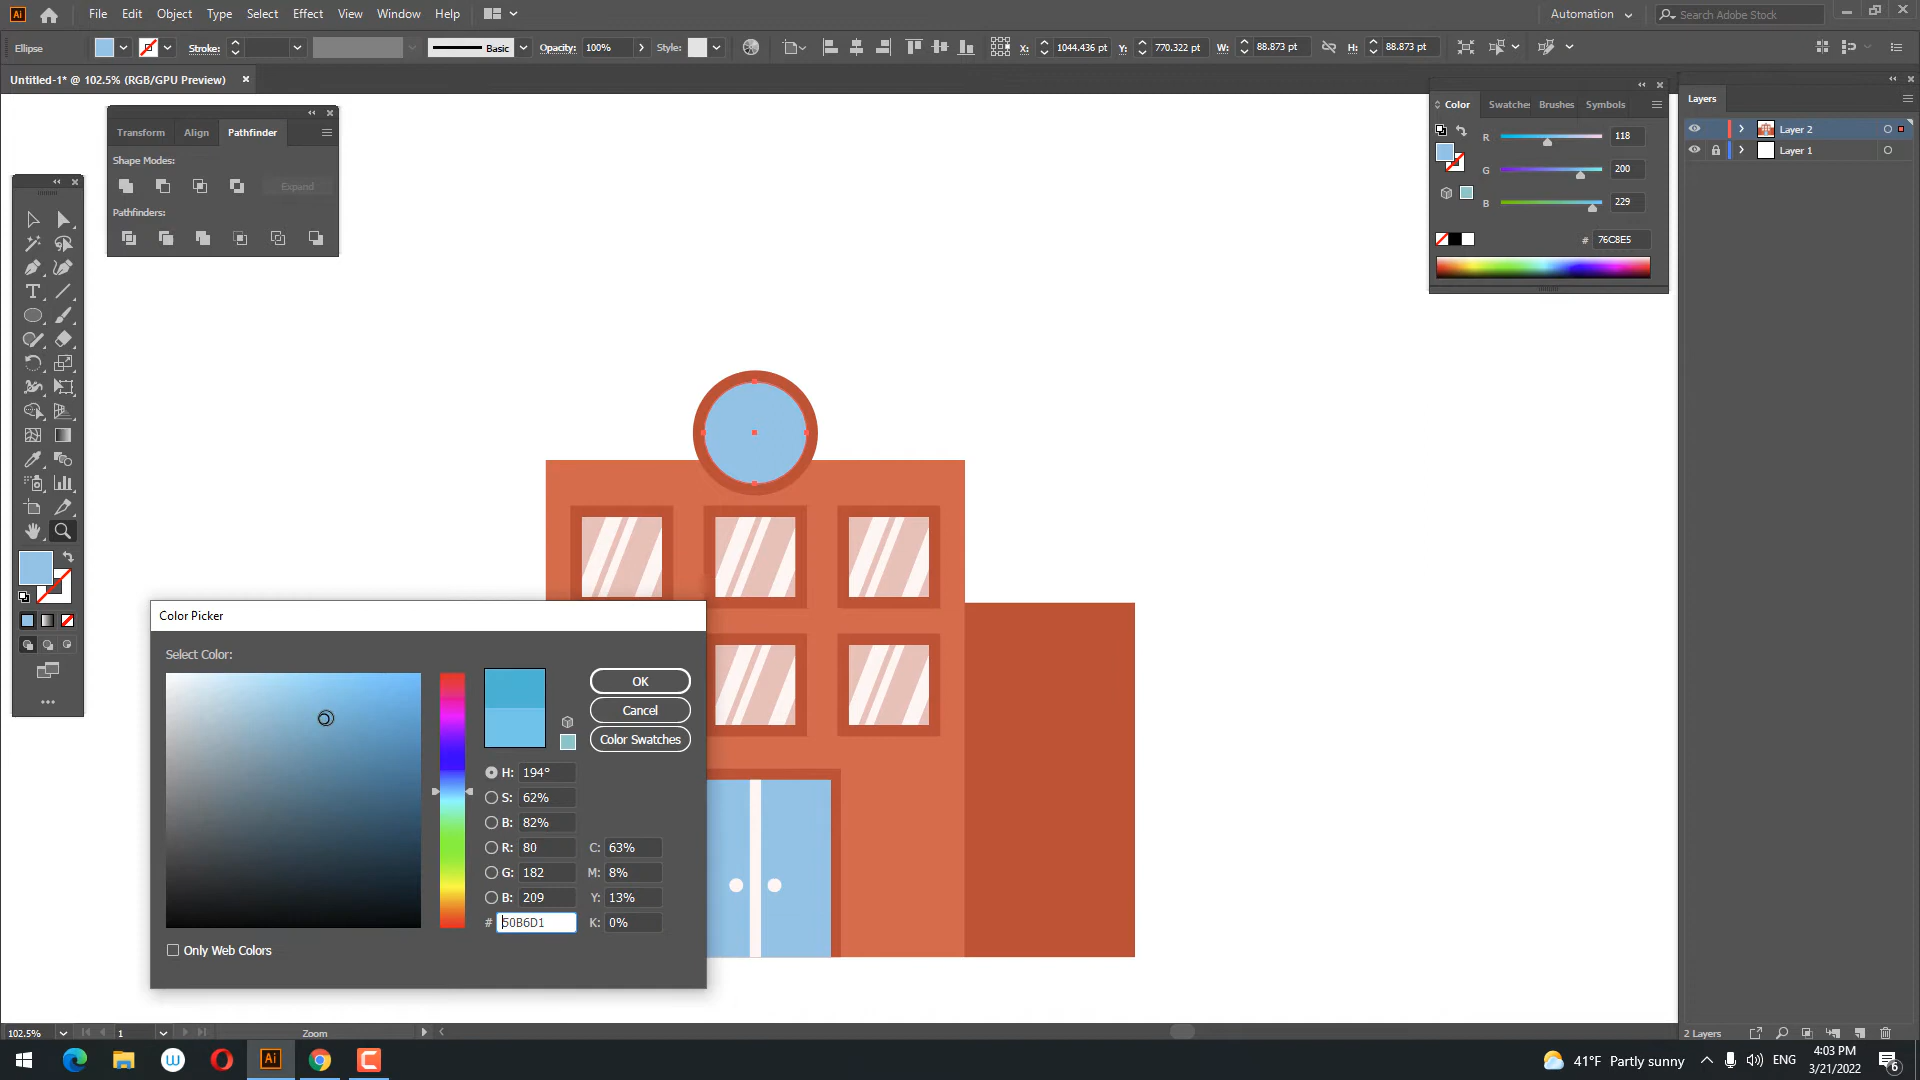 Ai File Edit Object Type Select Effect View Window Help Automation Search Adobe Stock
Ellipse Stroke: Basic Opacity: 100% Style: X: 1044.436 pt Y: 770.322 pt W: 88.873 pt H: 88.873 pt
Untitled-1* @ 102.5% (RGB/GPU Preview)
Transform Align Pathfinder
Shape Modes:
Expand
Pathfinders:
Color Swatches Brushes Symbols
R 118
G 200
B 229
# 76C8E5
Layers
Layer 2
Layer 1
Color Picker
Select Color:
OK
Cancel
Color Swatches
H: 194°
S: 62%
B: 82%
R: 80 C: 63%
G: 182 M: 8%
B: 209 Y: 13%
# 50B6D1 K: 0%
Only Web Colors
102.5% 1 Zoom 2 Layers
Ai 41°F Partly sunny ENG 4:03 PM
3/21/2022
6